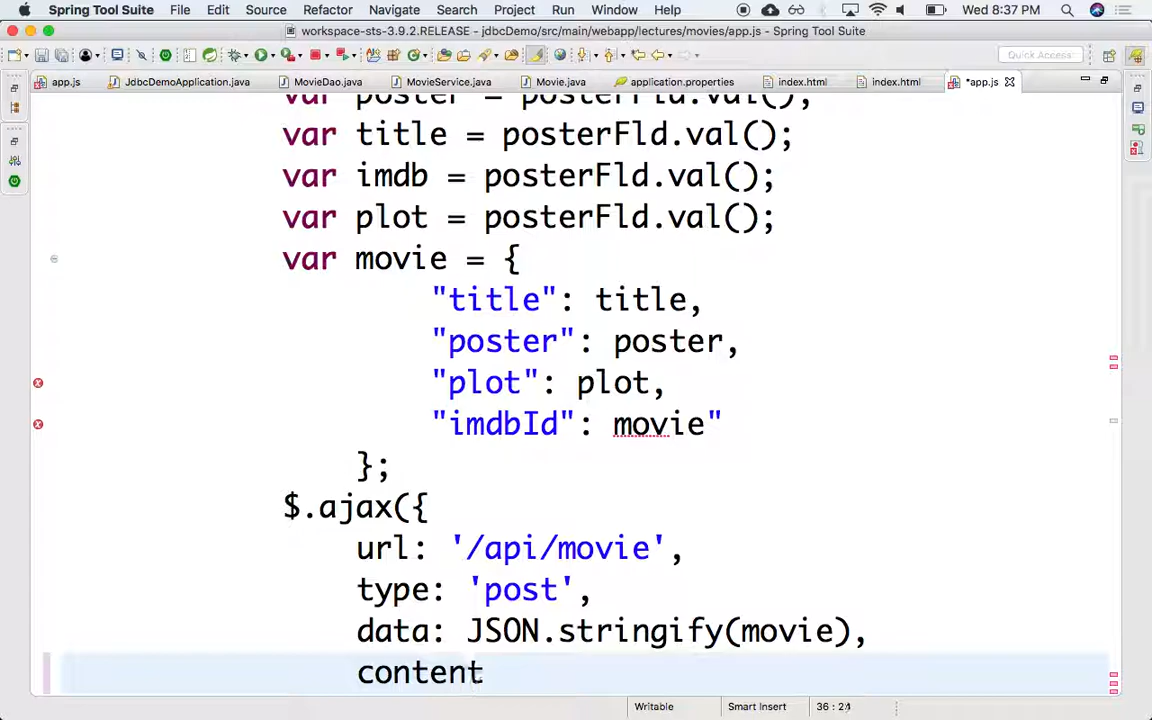 Spring Tool Suite File Edit Source Refactor Navigate Search Project Run Window Help Wed 8:37 PM
workspace-sts-3.9.2.RELEASE - jdbcDemo/src/main/webapp/lectures/movies/app.js - Spring Tool Suite
Quick Access
app.js JdbcDemoApplication.java MovieDao.java MovieService.java Movie.java application.properties index.html index.html *app.js
var poster = posterFld.val();
var title = posterFld.val();
var imdb = posterFld.val();
var plot = posterFld.val();
var movie = {
"title": title,
"poster": poster,
"plot": plot,
"imdbId": movie"
};
$.ajax({
url: '/api/movie',
type: 'post',
data: JSON.stringify(movie),
content
Writable Smart Insert 36 : 24